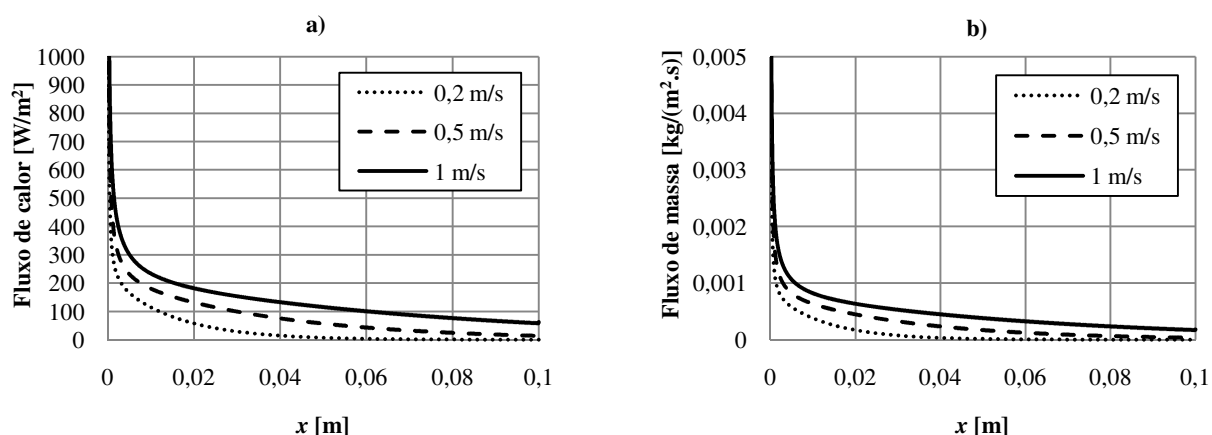 a)
1000
900
800
700
600
500
400
300
200
100
0
Fluxo de calor [W/m²]
0,2 m/s
0,5 m/s
1 m/s
0
0,02
0,04
0,06
0,08
0,1
x [m]
b)
0,005
0,004
0,003
0,002
0,001
0
Fluxo de massa [kg/(m².s)]
0,2 m/s
0,5 m/s
1 m/s
0
0,02
0,04
0,06
0,08
0,1
x [m]